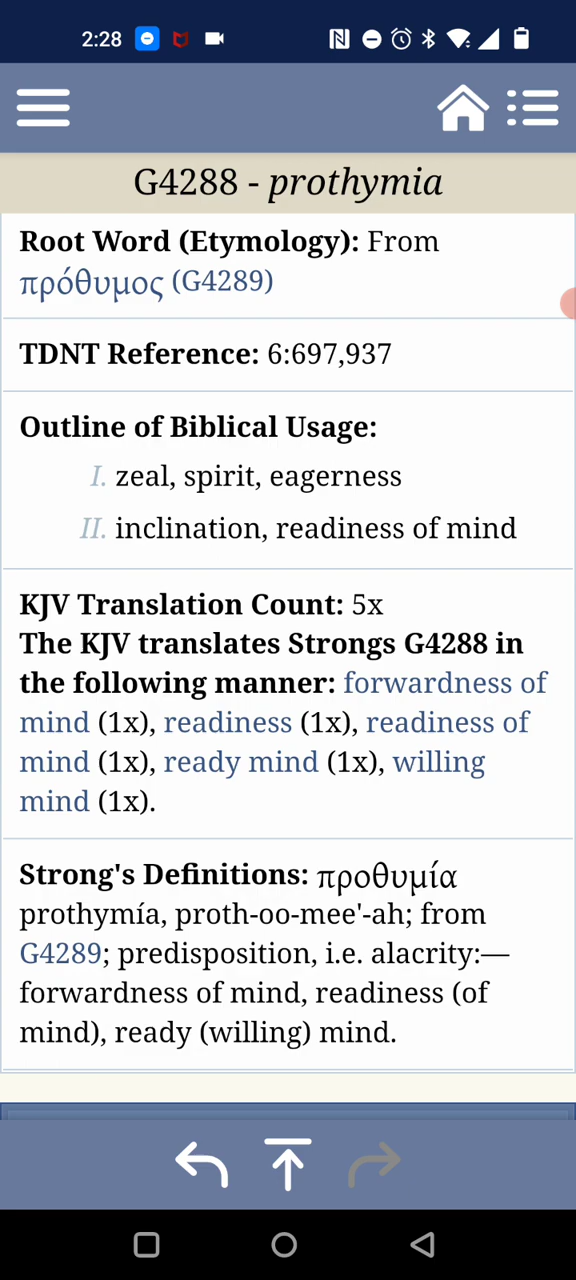 2:28
G4288 - prothymia
Root Word (Etymology): From
πρόθυμος (G4289)
TDNT Reference: 6:697,937
Outline of Biblical Usage:
I. zeal, spirit, eagerness
II. inclination, readiness of mind
KJV Translation Count: 5x
The KJV translates Strongs G4288 in
the following manner: forwardness of
mind (1x), readiness (1x), readiness of
mind (1x), ready mind (1x), willing
mind (1x).
Strong's Definitions: προθυμία
prothymía, proth-oo-mee'-ah; from
G4289; predisposition, i.e. alacrity:—
forwardness of mind, readiness (of
mind), ready (willing) mind.